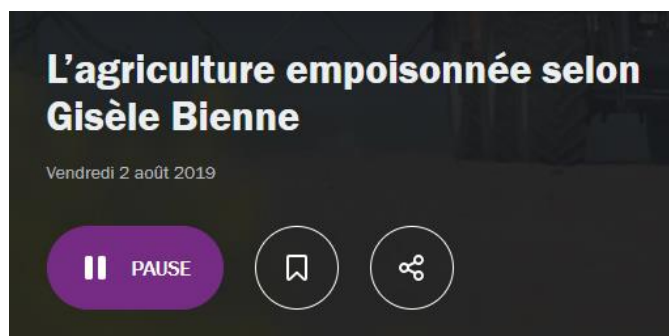 L’agriculture empoisonnée selon
Gisèle Bienne
Vendredi 2 août 2019
PAUSE